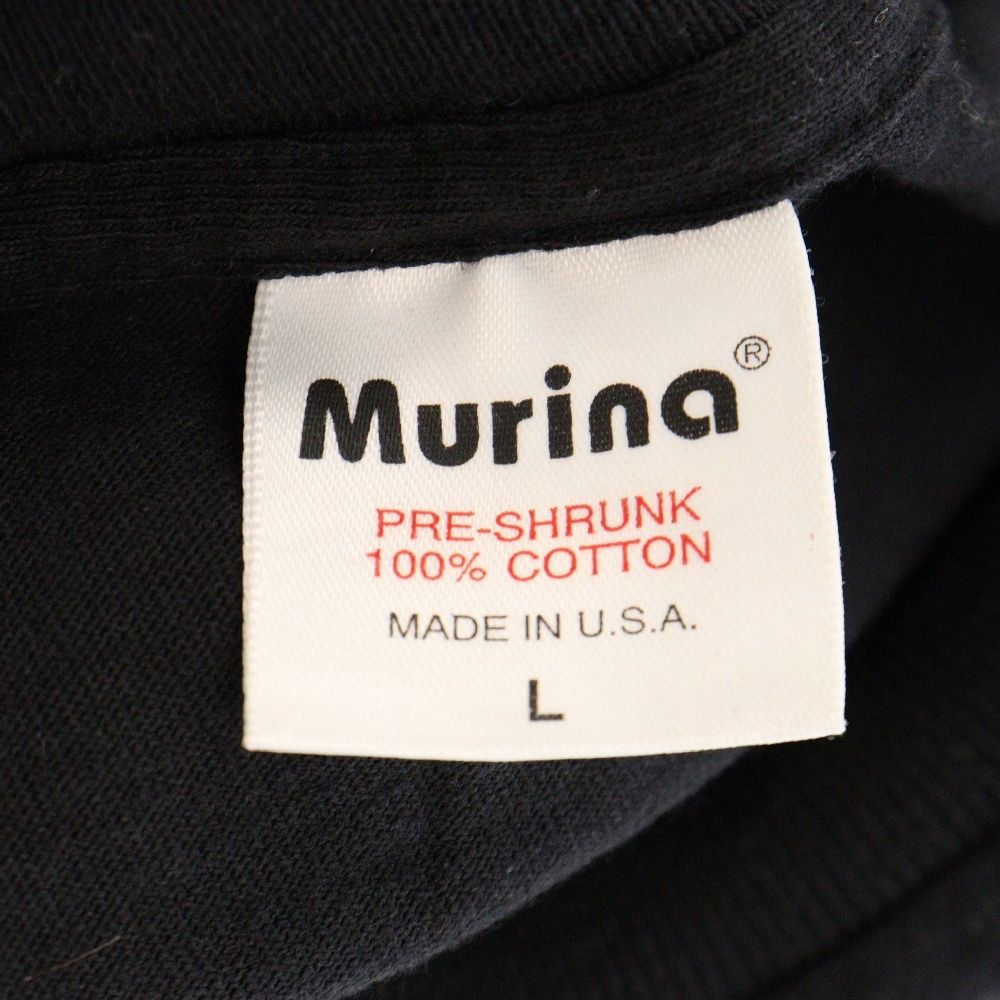 Murina®
PRE-SHRUNK
100% COTTON
MADE IN U.S.A.
L